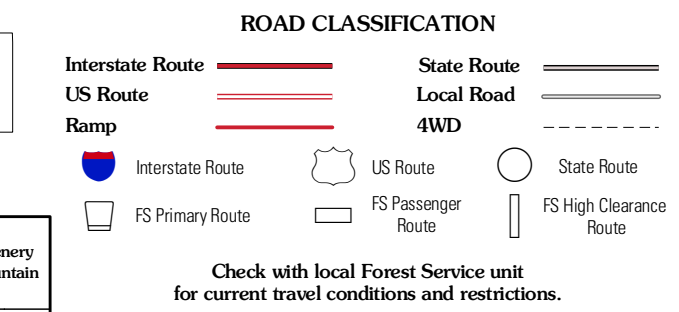 ROAD CLASSIFICATION
Interstate Route
State Route
US Route
Local Road
Ramp
4WD
Interstate Route
US Route
State Route
FS Primary Route
FS Passenger
Route
FS High Clearance
Route
Check with local Forest Service unit
for current travel conditions and restrictions.